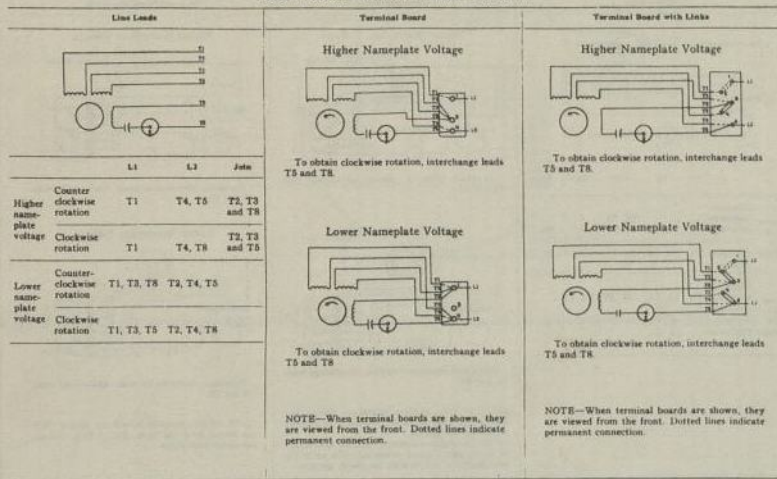 Line Leads
Terminal Board
Terminal Board with Links
T1
Higher Nameplate Voltage
L1
To obtain clockwise rotation, interchange leads
T5 and T8.
Higher Nameplate Voltage
L1
L2
To obtain clockwise rotation, interchange leads
T5 and T8.
L1
L2
Join
Higher
name-
plate
voltage
Counter
clockwise
rotation
T1
T4, T5
T2, T3
and T8
Clockwise
rotation
T1
T4, T8
T2, T3
and T5
Lower
name-
plate
voltage
Counter-
clockwise
rotation
T1, T3, T8
T2, T4, T5
Clockwise
rotation
T1, T3, T5
T2, T4, T8
Lower Nameplate Voltage
L1
To obtain clockwise rotation, interchange leads
T5 and T8
Lower Nameplate Voltage
To obtain clockwise rotation, interchange leads
T5 and T8.
NOTE—When terminal boards are shown, they
are viewed from the front. Dotted lines indicate
permanent connection.
NOTE—When terminal boards are shown, they
are viewed from the front. Dotted lines indicate
permanent connection.